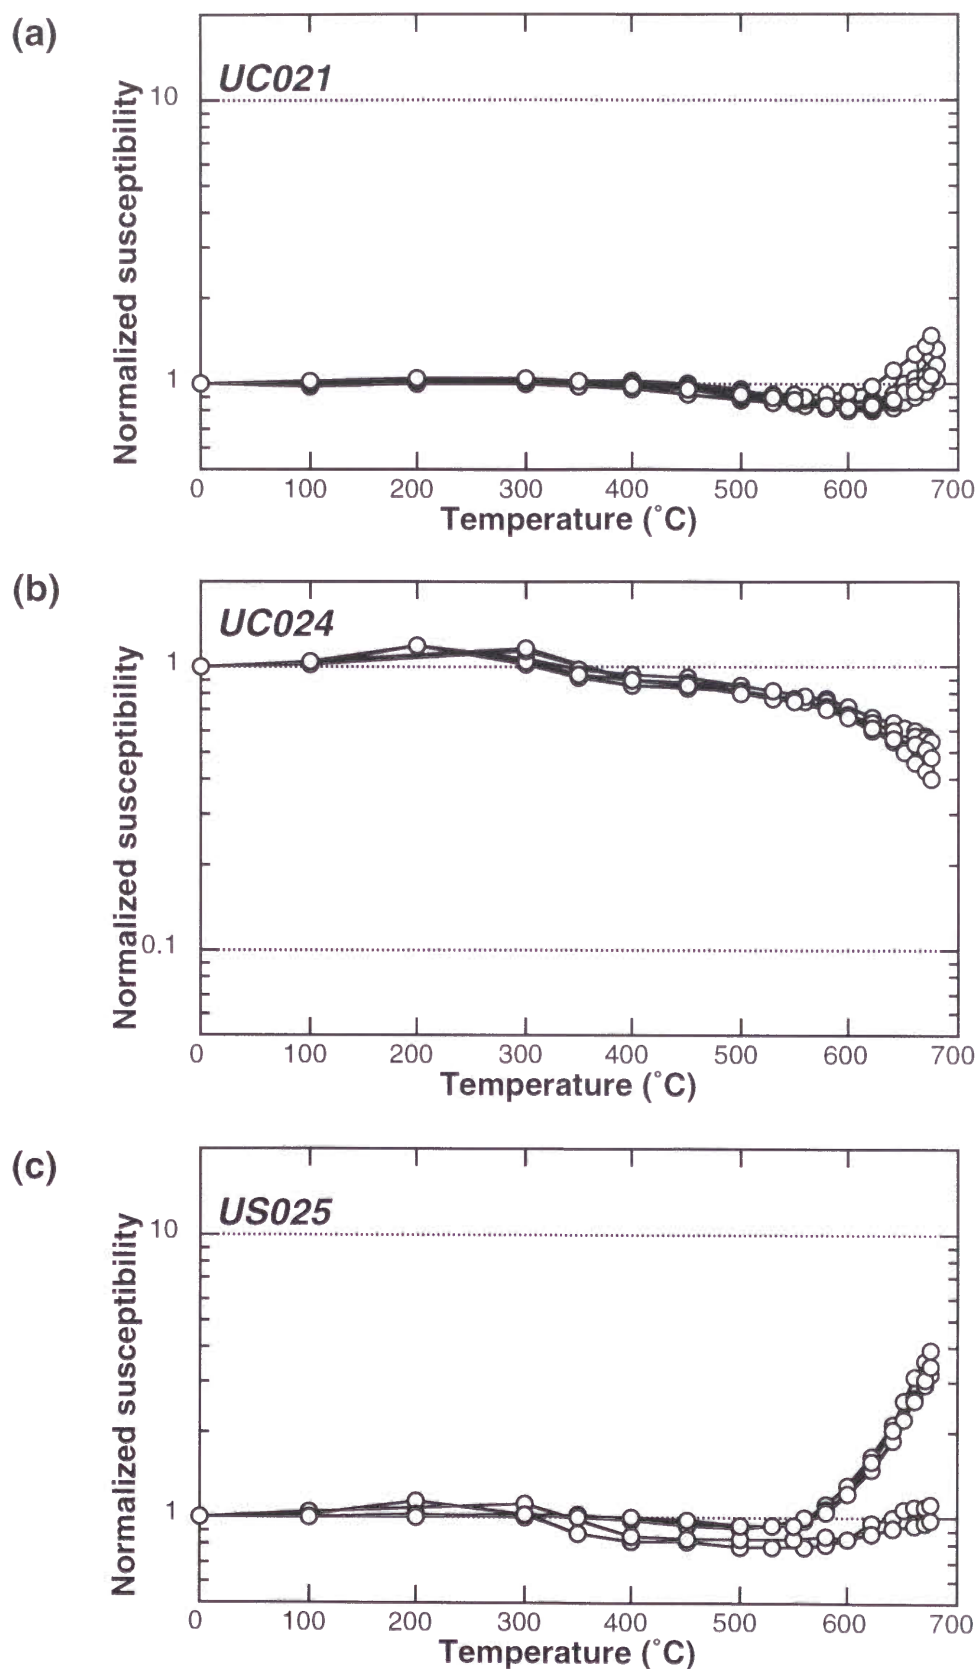 (a)
UC021
Normalized susceptibility
10
1
0 100 200 300 400 500 600 700
Temperature (˚C)
(b)
UC024
Normalized susceptibility
1
0.1
0 100 200 300 400 500 600 700
Temperature (˚C)
(c)
US025
Normalized susceptibility
10
1
0 100 200 300 400 500 600 700
Temperature (˚C)